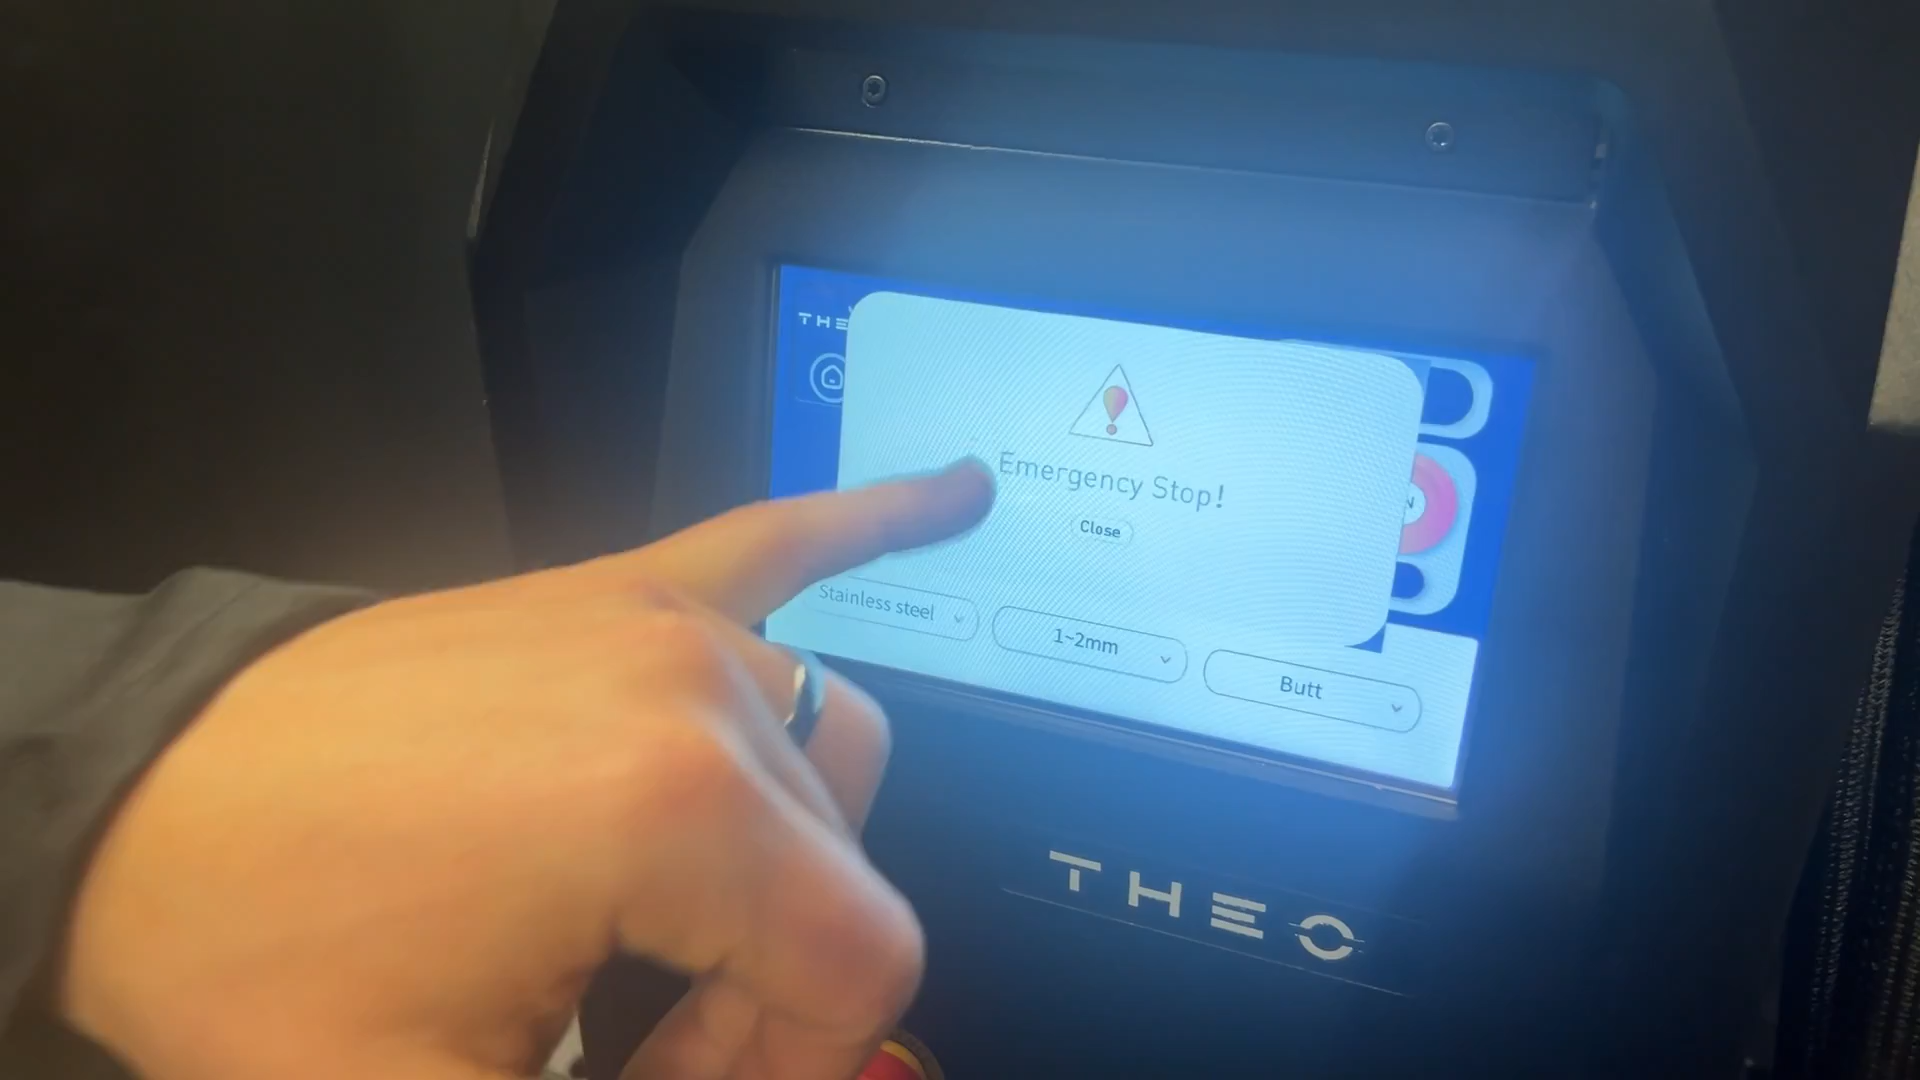 THE
Emergency Stop!
Close
N
Stainless steel
1~2mm
Butt
THEO